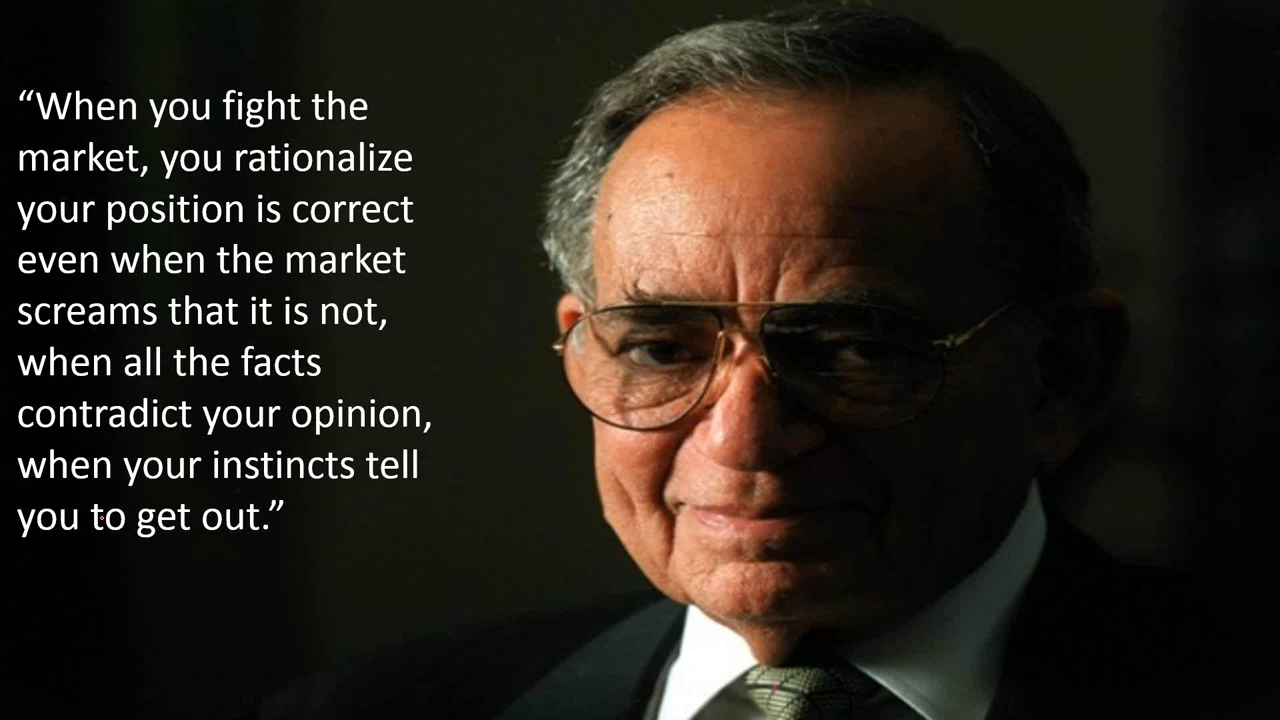 “When you fight the
market, you rationalize
your position is correct
even when the market
screams that it is not,
when all the facts
contradict your opinion,
when your instincts tell
you to get out.”